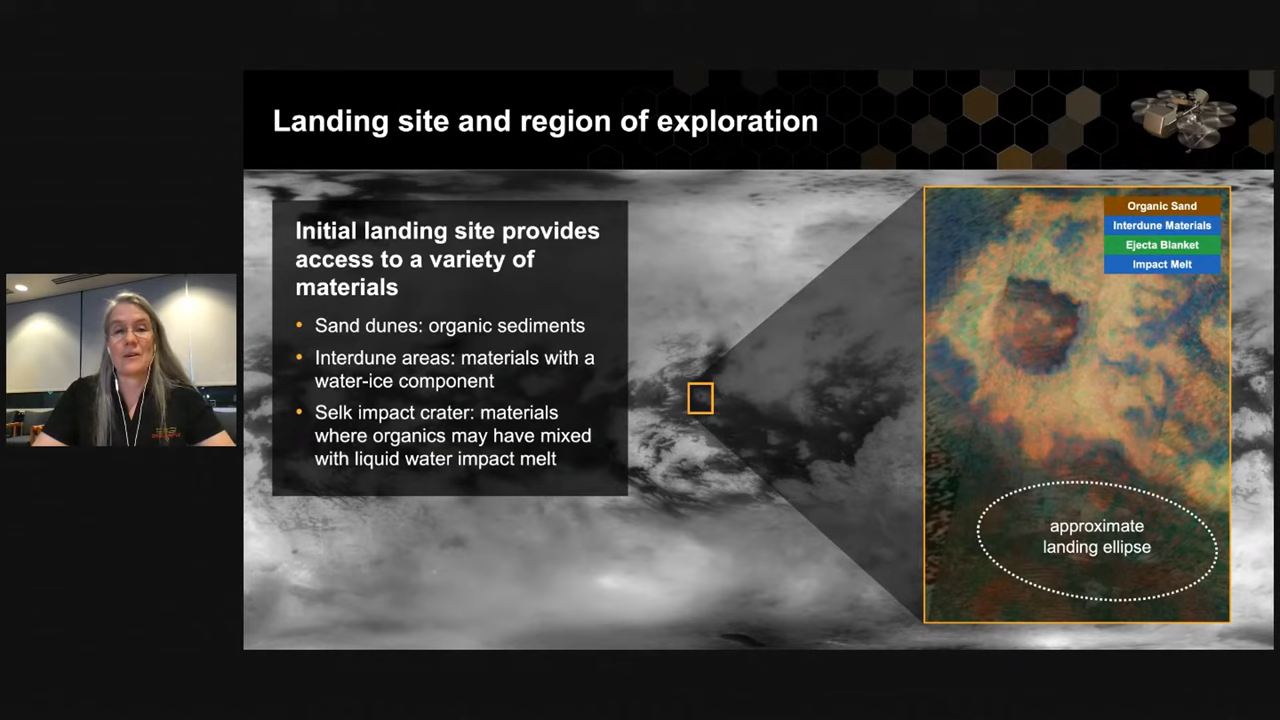 Landing site and region of exploration
Initial landing site provides
access to a variety of
materials
• Sand dunes: organic sediments
• Interdune areas: materials with a
water-ice component
• Selk impact crater: materials
where organics may have mixed
with liquid water impact melt
Organic Sand
Interdune Materials
Ejecta Blanket
Impact Melt
approximate
landing ellipse